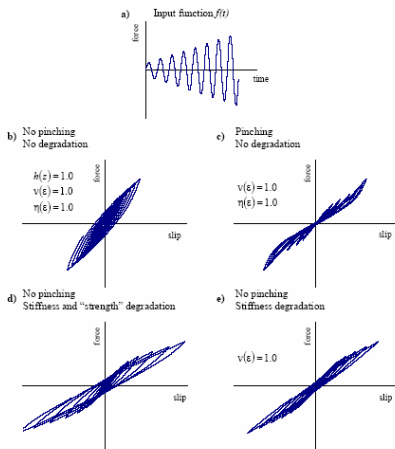 a) Input function f(t)
force
time
b) No pinching
No degradation
h(z) = 1.0
ν(ε) = 1.0
η(ε) = 1.0
force
slip
c) Pinching
No degradation
ν(ε) = 1.0
η(ε) = 1.0
force
slip
d) No pinching
Stiffness and “strength” degradation
force
slip
e) No pinching
Stiffness degradation
ν(ε) = 1.0
force
slip